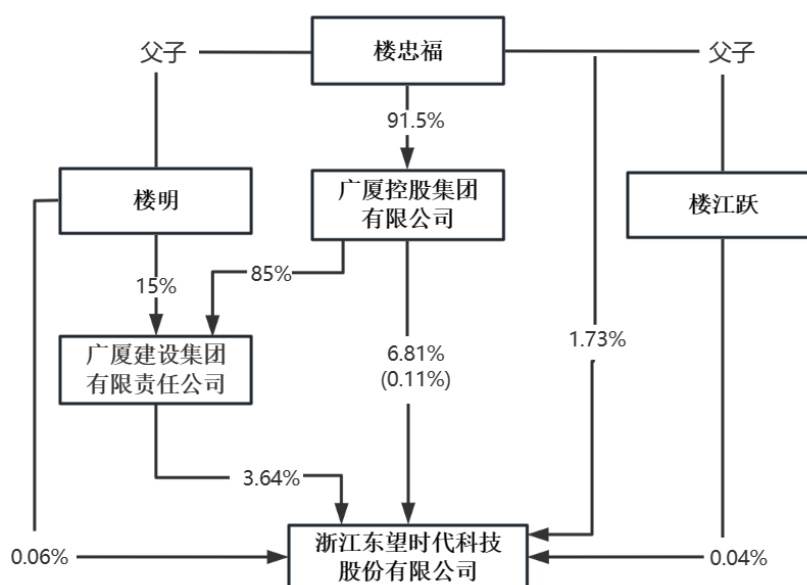 父子
楼忠福
父子
91.5%
楼明
广厦控股集团
有限公司
楼江跃
15%
85%
广厦建设集团
有限责任公司
6.81%
(0.11%)
1.73%
3.64%
0.06%
浙江东望时代科技
股份有限公司
0.04%